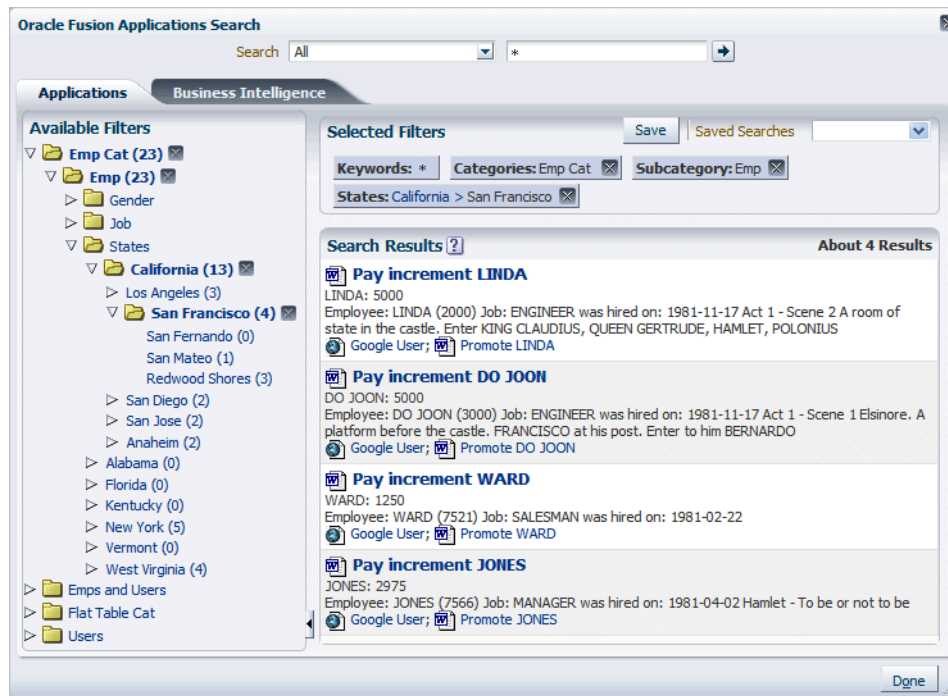 Oracle Fusion Applications Search
Search All *
Applications Business Intelligence
Available Filters
Emp Cat (23)
Emp (23)
Gender
Job
States
California (13)
Los Angeles (3)
San Francisco (4)
San Fernando (0)
San Mateo (1)
Redwood Shores (3)
San Diego (2)
San Jose (2)
Anaheim (2)
Alabama (0)
Florida (0)
Kentucky (0)
New York (5)
Vermont (0)
West Virginia (4)
Emps and Users
Flat Table Cat
Users
Selected Filters Save Saved Searches
Keywords: * Categories: Emp Cat Subcategory: Emp
States: California > San Francisco
Search Results ? About 4 Results
Pay increment LINDA
LINDA: 5000
Employee: LINDA (2000) Job: ENGINEER was hired on: 1981-11-17 Act 1 - Scene 2 A room of
state in the castle. Enter KING CLAUDIUS, QUEEN GERTRUDE, HAMLET, POLONIUS
Google User; Promote LINDA
Pay increment DO JOON
DO JOON: 5000
Employee: DO JOON (3000) Job: ENGINEER was hired on: 1981-11-17 Act 1 - Scene 1 Elsinore. A
platform before the castle. FRANCISCO at his post. Enter to him BERNARDO
Google User; Promote DO JOON
Pay increment WARD
WARD: 1250
Employee: WARD (7521) Job: SALESMAN was hired on: 1981-02-22
Google User; Promote WARD
Pay increment JONES
JONES: 2975
Employee: JONES (7566) Job: MANAGER was hired on: 1981-04-02 Hamlet - To be or not to be
Google User; Promote JONES
Done